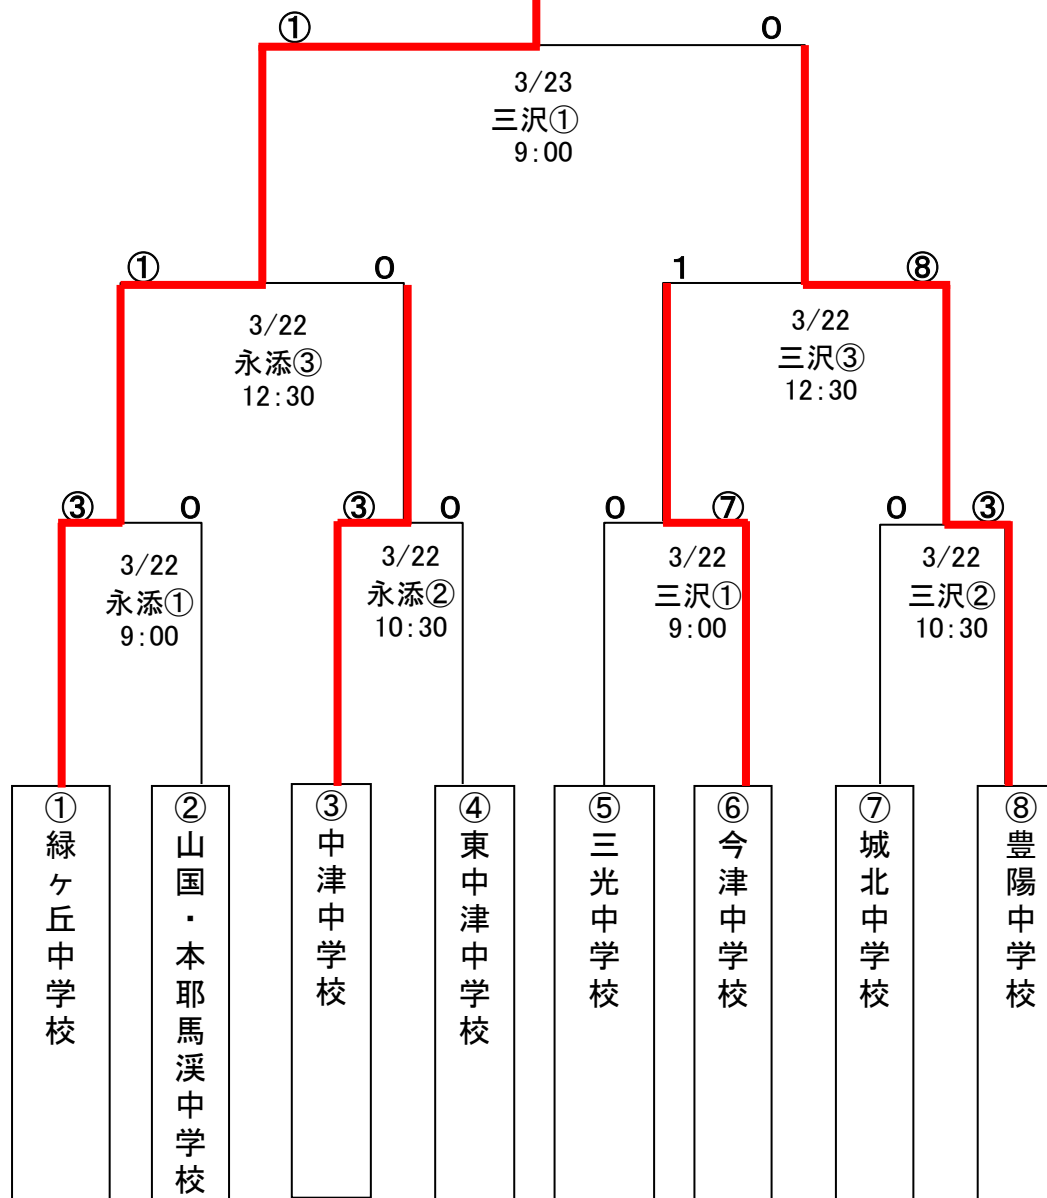 ① 0
3/23
三沢①
9:00
① 0
3/22
永添③
12:30
1 ⑧
3/22
三沢③
12:30
③ 0
3/22
永添①
9:00
③ 0
3/22
永添②
10:30
0 ⑦
3/22
三沢①
9:00
0 ③
3/22
三沢②
10:30
①緑ヶ丘中学校
②山国・本耶馬渓中学校
③中津中学校
④東中津中学校
⑤三光中学校
⑥今津中学校
⑦城北中学校
⑧豊陽中学校